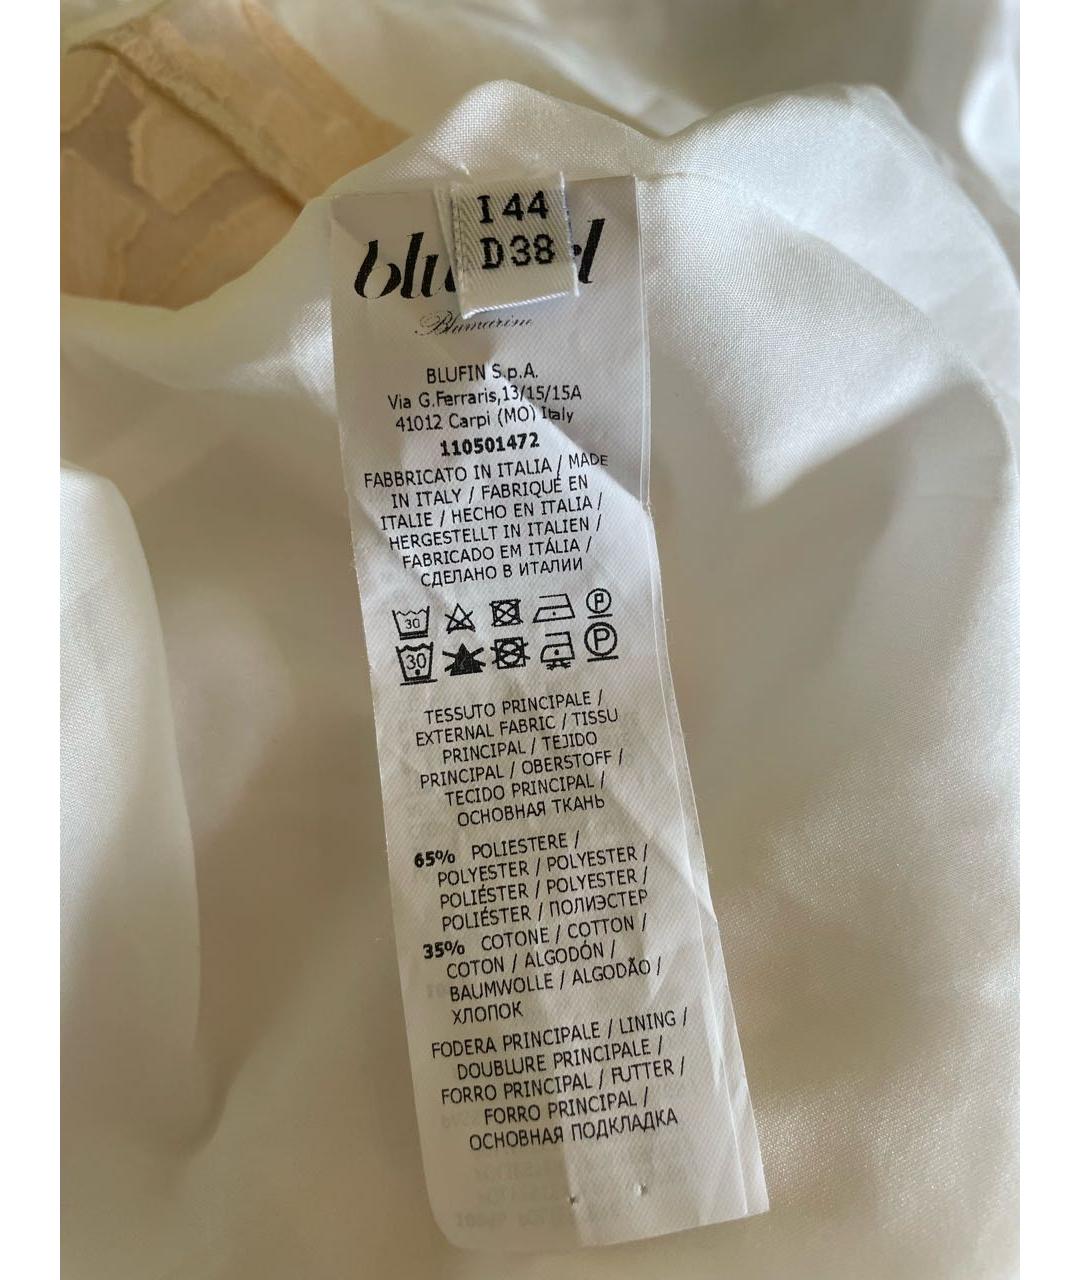 I 44
D 38
Blumarine
BLUFIN S.p.A.
Via G.Ferraris,13/15/15A
41012 Carpi (MO) Italy
110501472
FABBRICATO IN ITALIA / MADE
IN ITALY / FABRIQUÉ EN
ITALIE / HECHO EN ITALIA /
HERGESTELLT IN ITALIEN /
FABRICADO EM ITÁLIA /
СДЕЛАНО В ИТАЛИИ
30 P
30 P
TESSUTO PRINCIPALE /
EXTERNAL FABRIC / TISSU
PRINCIPAL / TEJIDO
PRINCIPAL / OBERSTOFF /
TECIDO PRINCIPAL /
ОСНОВНАЯ ТКАНЬ
65% POLIESTERE /
POLYESTER / POLYESTER /
POLIÉSTER / POLYESTER /
POLIÉSTER / ПОЛИЭСТЕР
35% COTONE / COTTON /
COTON / ALGODÓN /
BAUMWOLLE / ALGODÃO /
ХЛОПОК
FODERA PRINCIPALE / LINING /
DOUBLURE PRINCIPALE /
FORRO PRINCIPAL / FUTTER /
FORRO PRINCIPAL /
ОСНОВНАЯ ПОДКЛАДКА